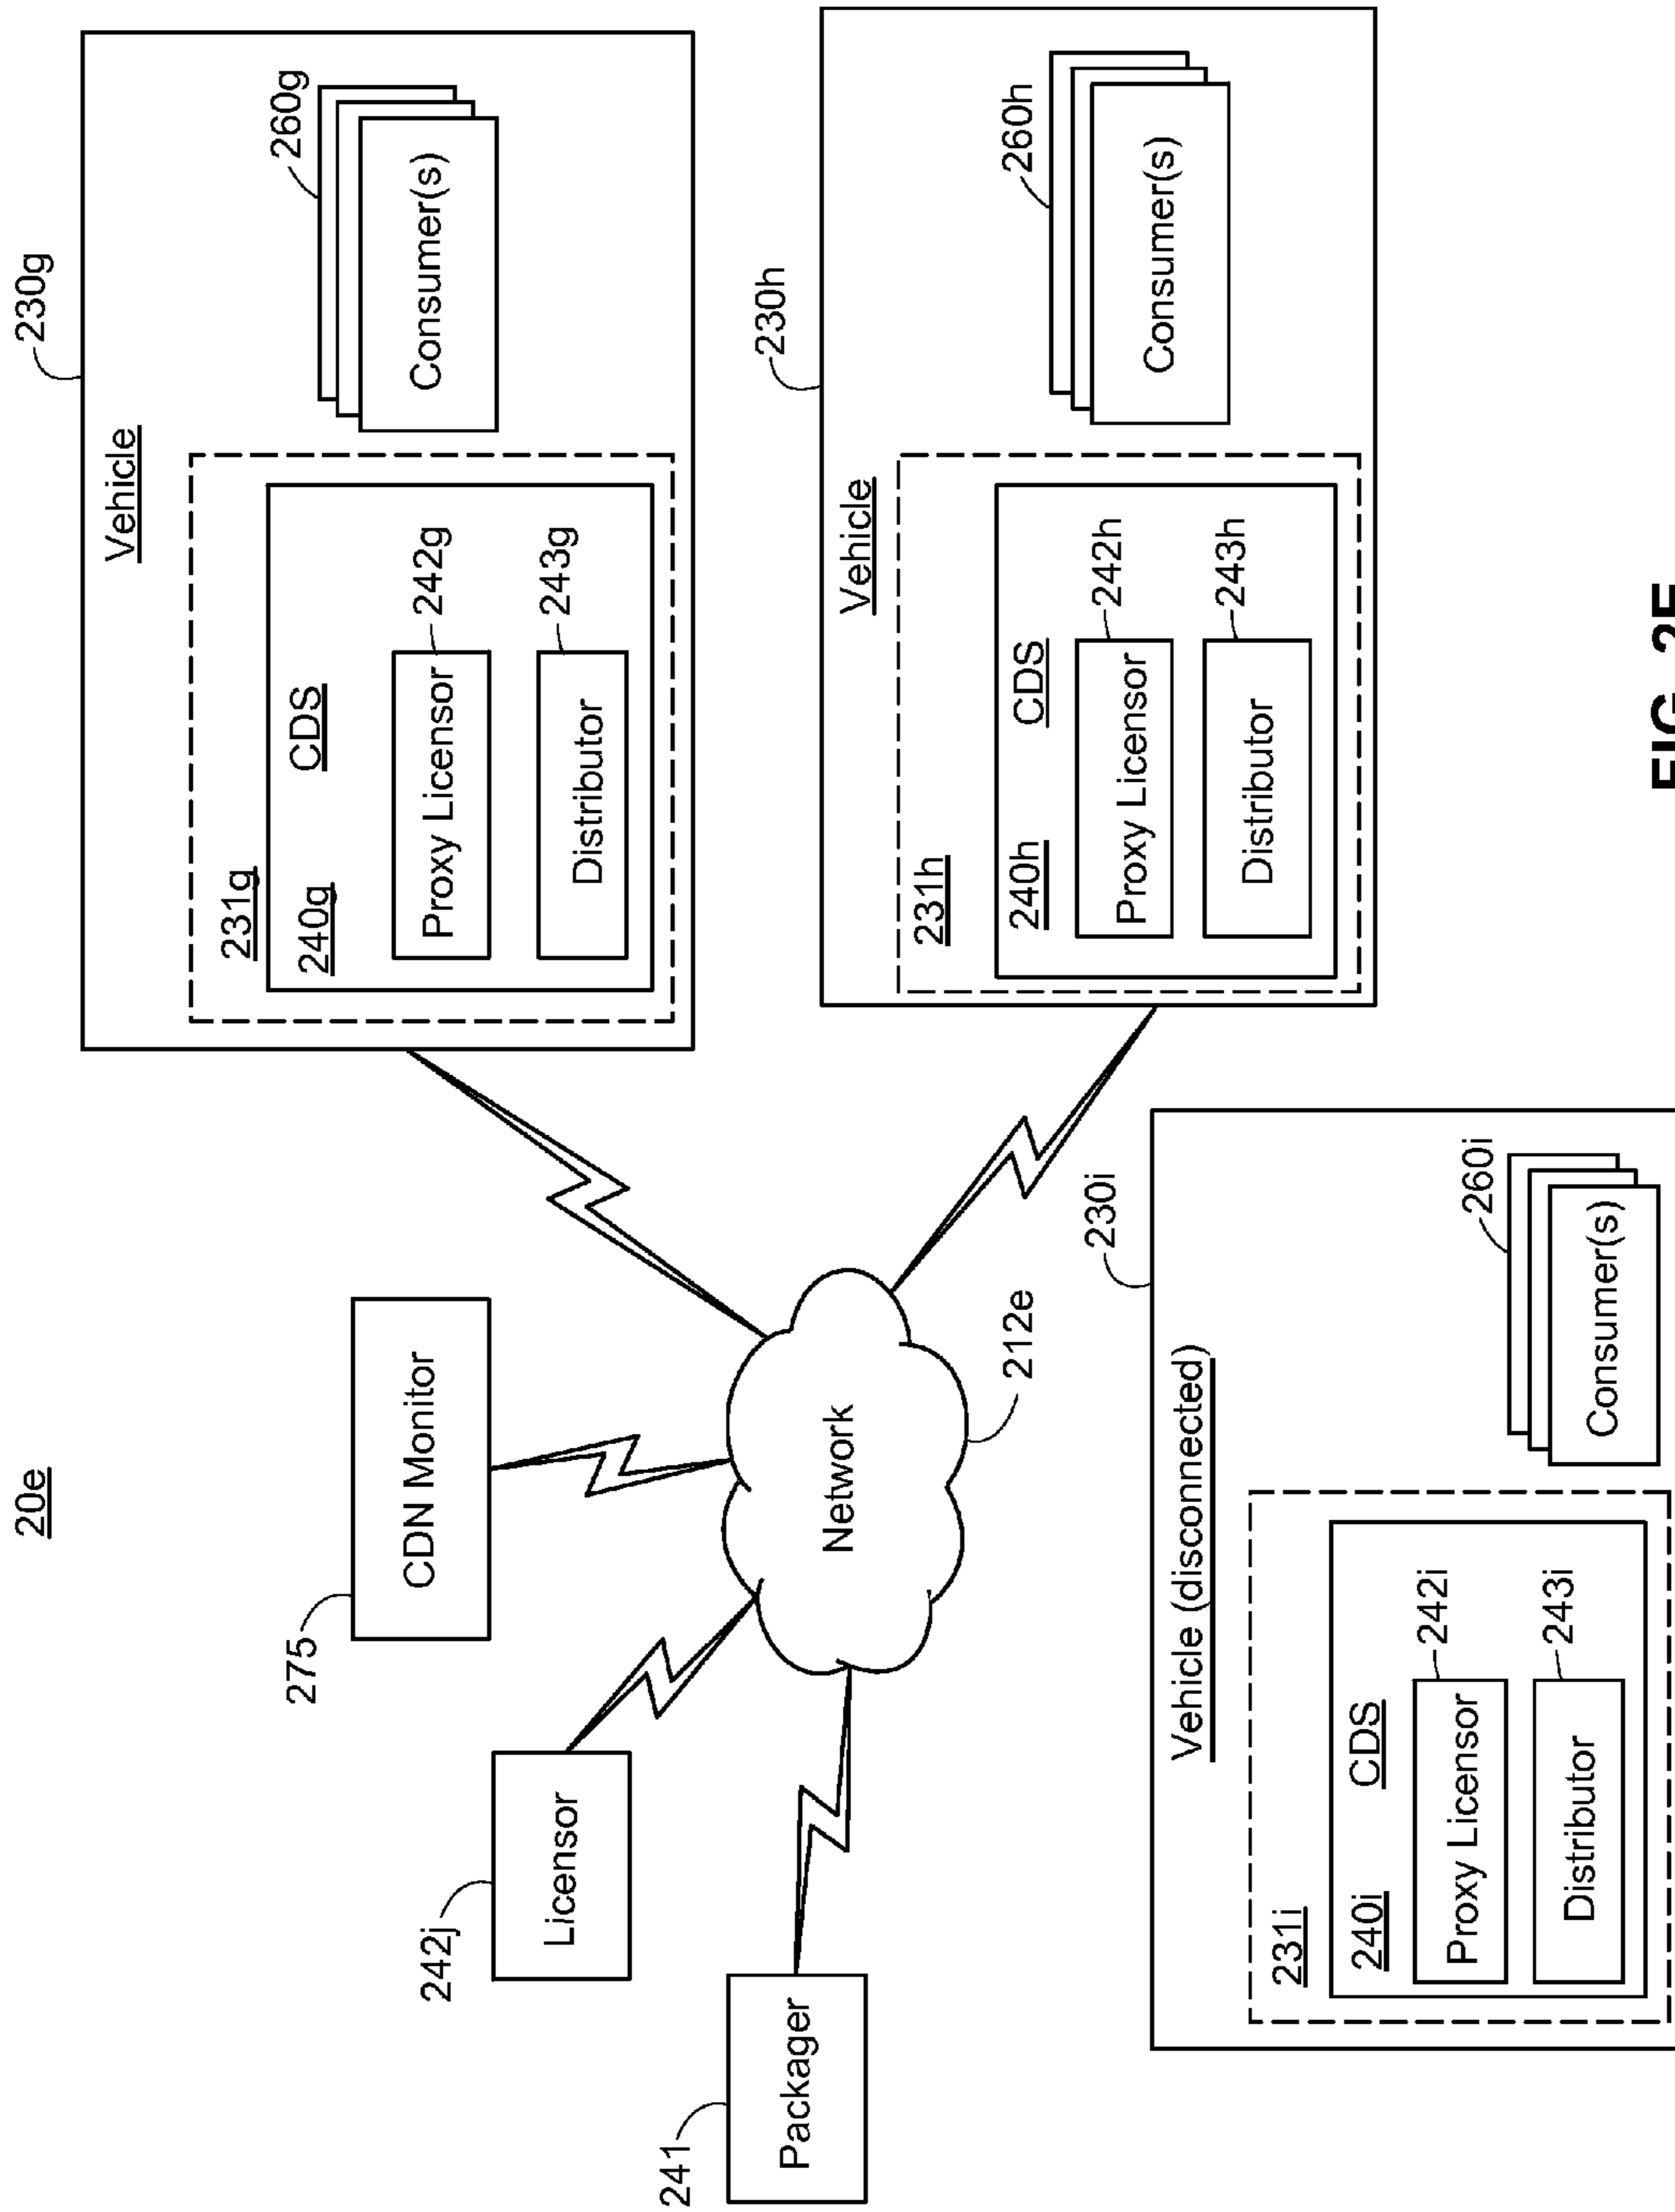 20e
275
CDN Monitor
242j
Licensor
241
Packager
Network
212e
230g
Vehicle
231g
240g
CDS
Proxy Licensor
242g
Distributor
243g
260g
Consumer(s)
230h
Vehicle
231h
240h
CDS
Proxy Licensor
242h
Distributor
243h
260h
Consumer(s)
230i
Vehicle (disconnected)
231i
240i
CDS
Proxy Licensor
242i
Distributor
243i
260i
Consumer(s)
FIG. 2E